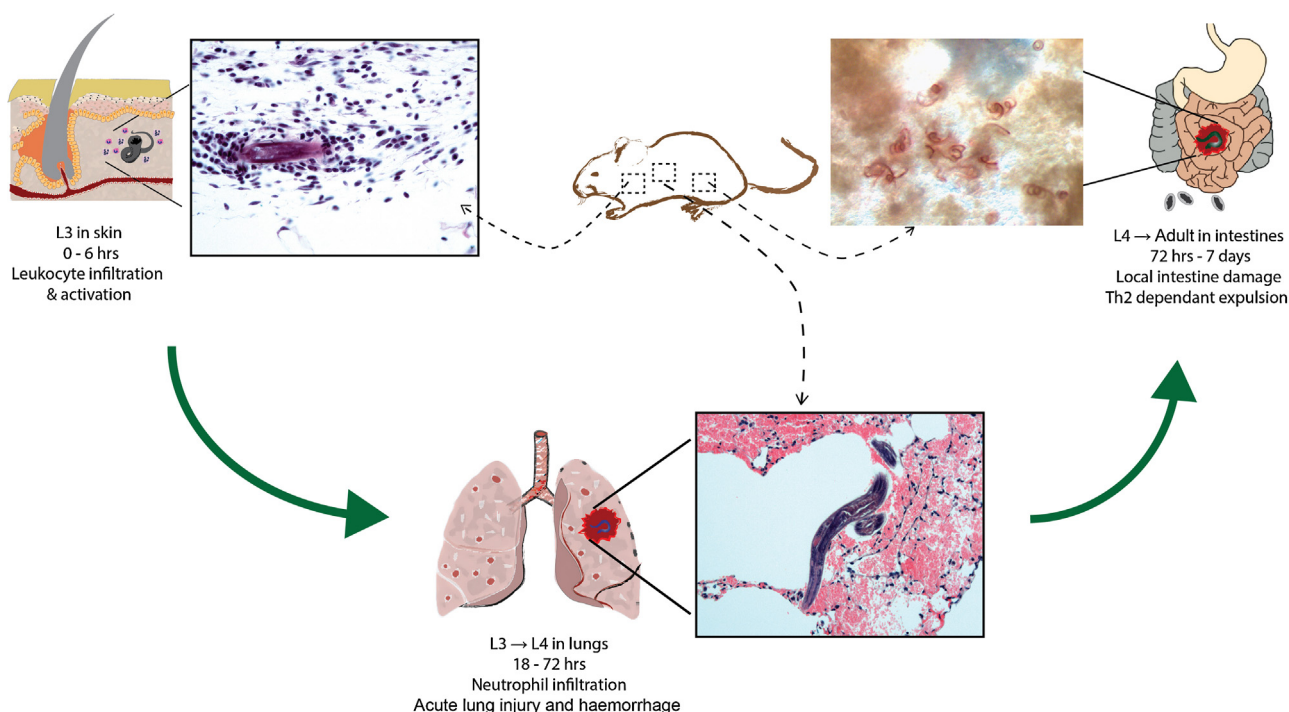 L3 in skin
0 - 6 hrs
Leukocyte infiltration
& activation
L4 → Adult in intestines
72 hrs - 7 days
Local intestine damage
Th2 dependant expulsion
L3 → L4 in lungs
18 - 72 hrs
Neutrophil infiltration
Acute lung injury and haemorrhage